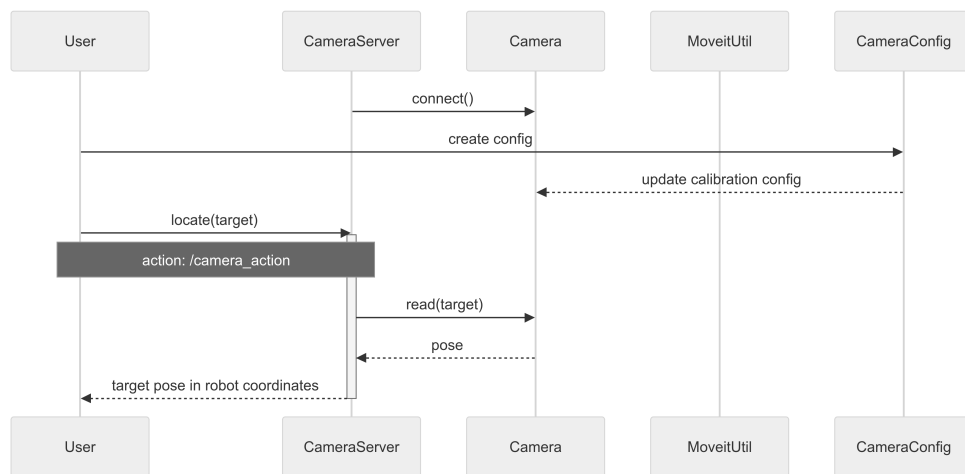 User
CameraServer
Camera
MoveitUtil
CameraConfig
connect()
create config
update calibration config
locate(target)
action: /camera_action
read(target)
pose
target pose in robot coordinates
User
CameraServer
Camera
MoveitUtil
CameraConfig